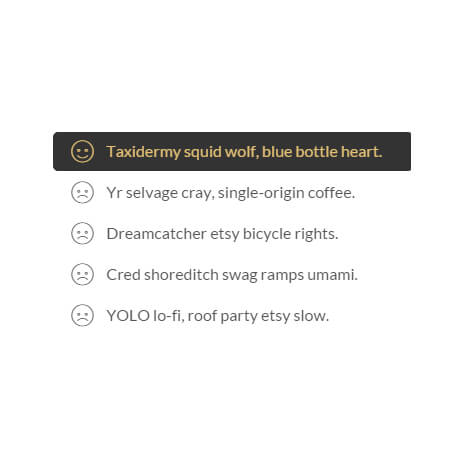 Taxidermy squid wolf, blue bottle heart.
Yr selvage cray, single-origin coffee.
Dreamcatcher etsy bicycle rights.
Cred shoreditch swag ramps umami.
YOLO lo-fi, roof party etsy slow.